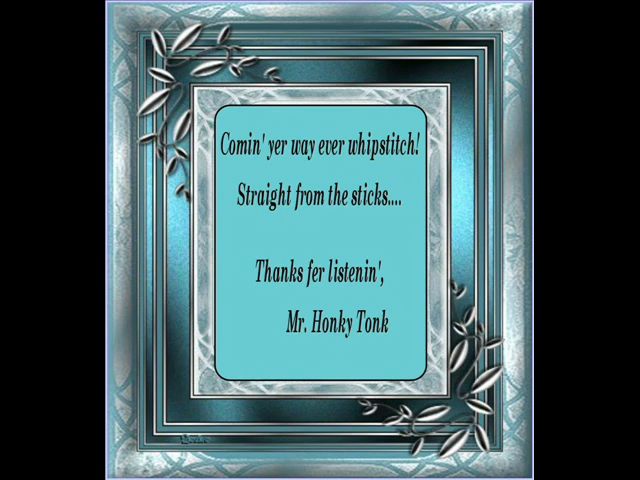 Comin' yer way ever whipstitch!
Straight from the sticks....
Thanks fer listenin',
Mr. Honky Tonk